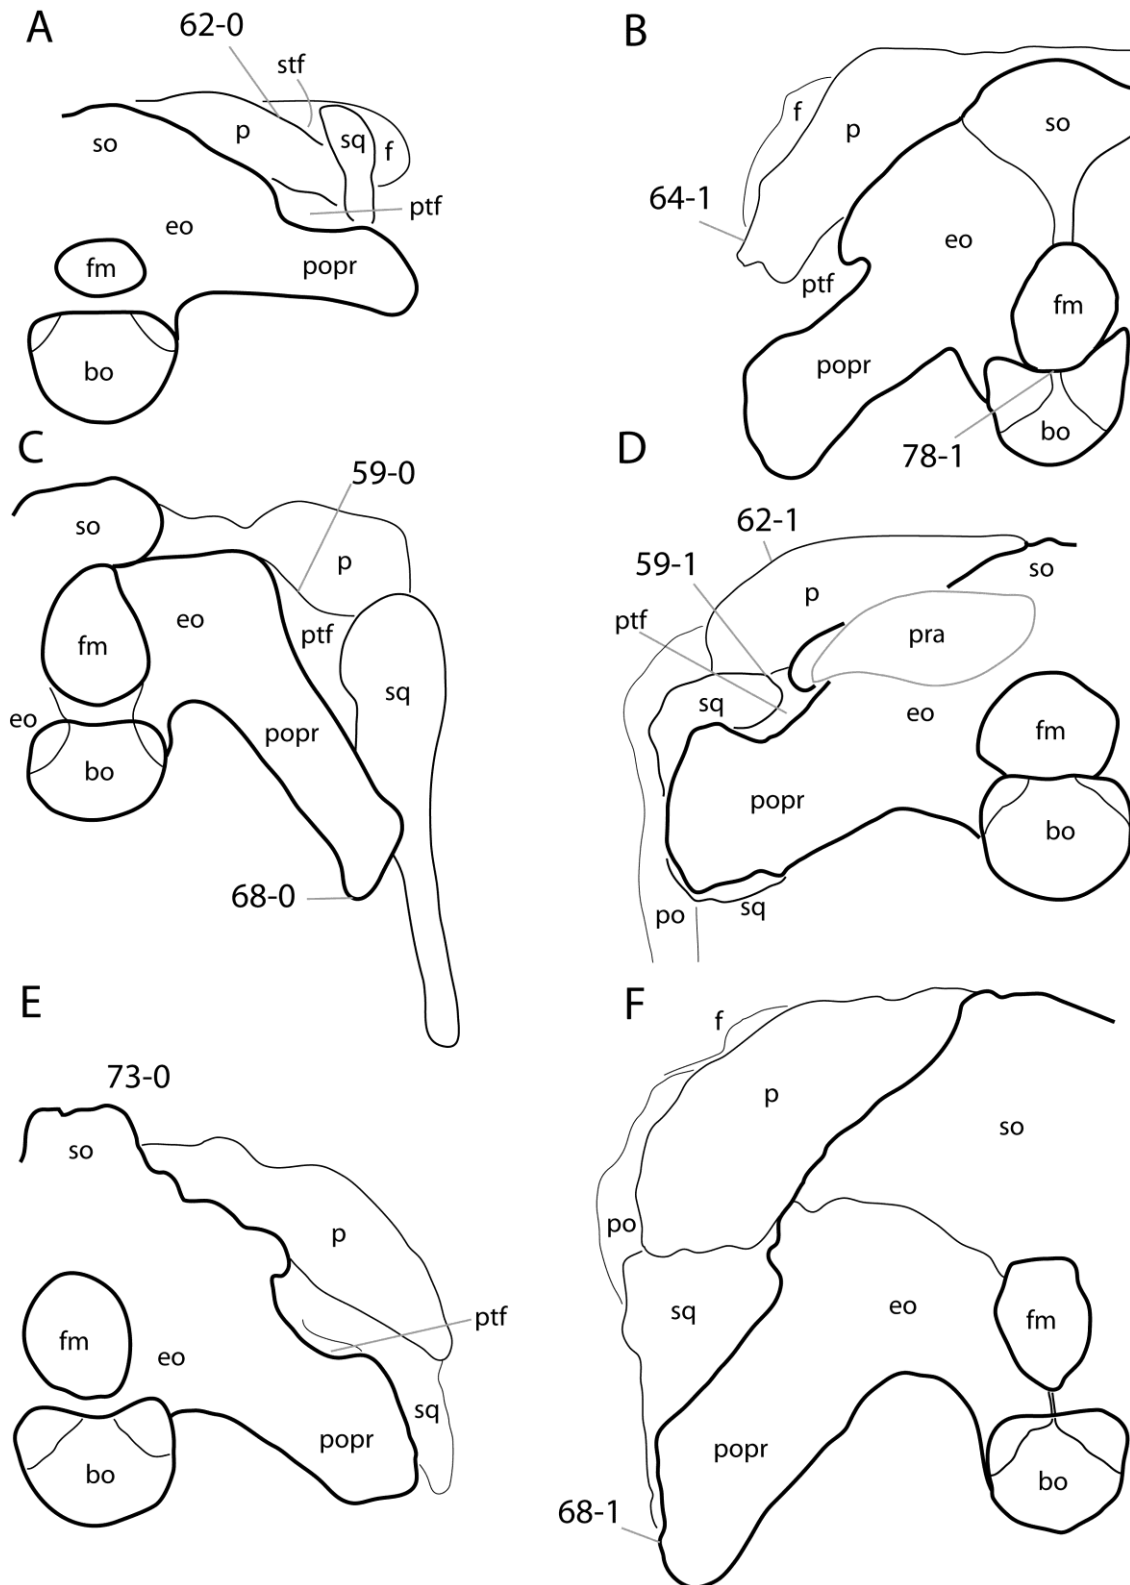 A
62-0
stf
so
p
sq
f
ptf
eo
fm
popr
bo
B
f
p
so
64-1
eo
ptf
fm
popr
bo
78-1
C
59-0
so
p
eo
ptf
fm
sq
eo
popr
bo
68-0
D
62-1
59-1
so
p
ptf
pra
sq
eo
fm
popr
bo
sq
po
E
73-0
so
p
ptf
fm
eo
sq
popr
bo
F
f
p
so
po
sq
eo
fm
popr
bo
68-1